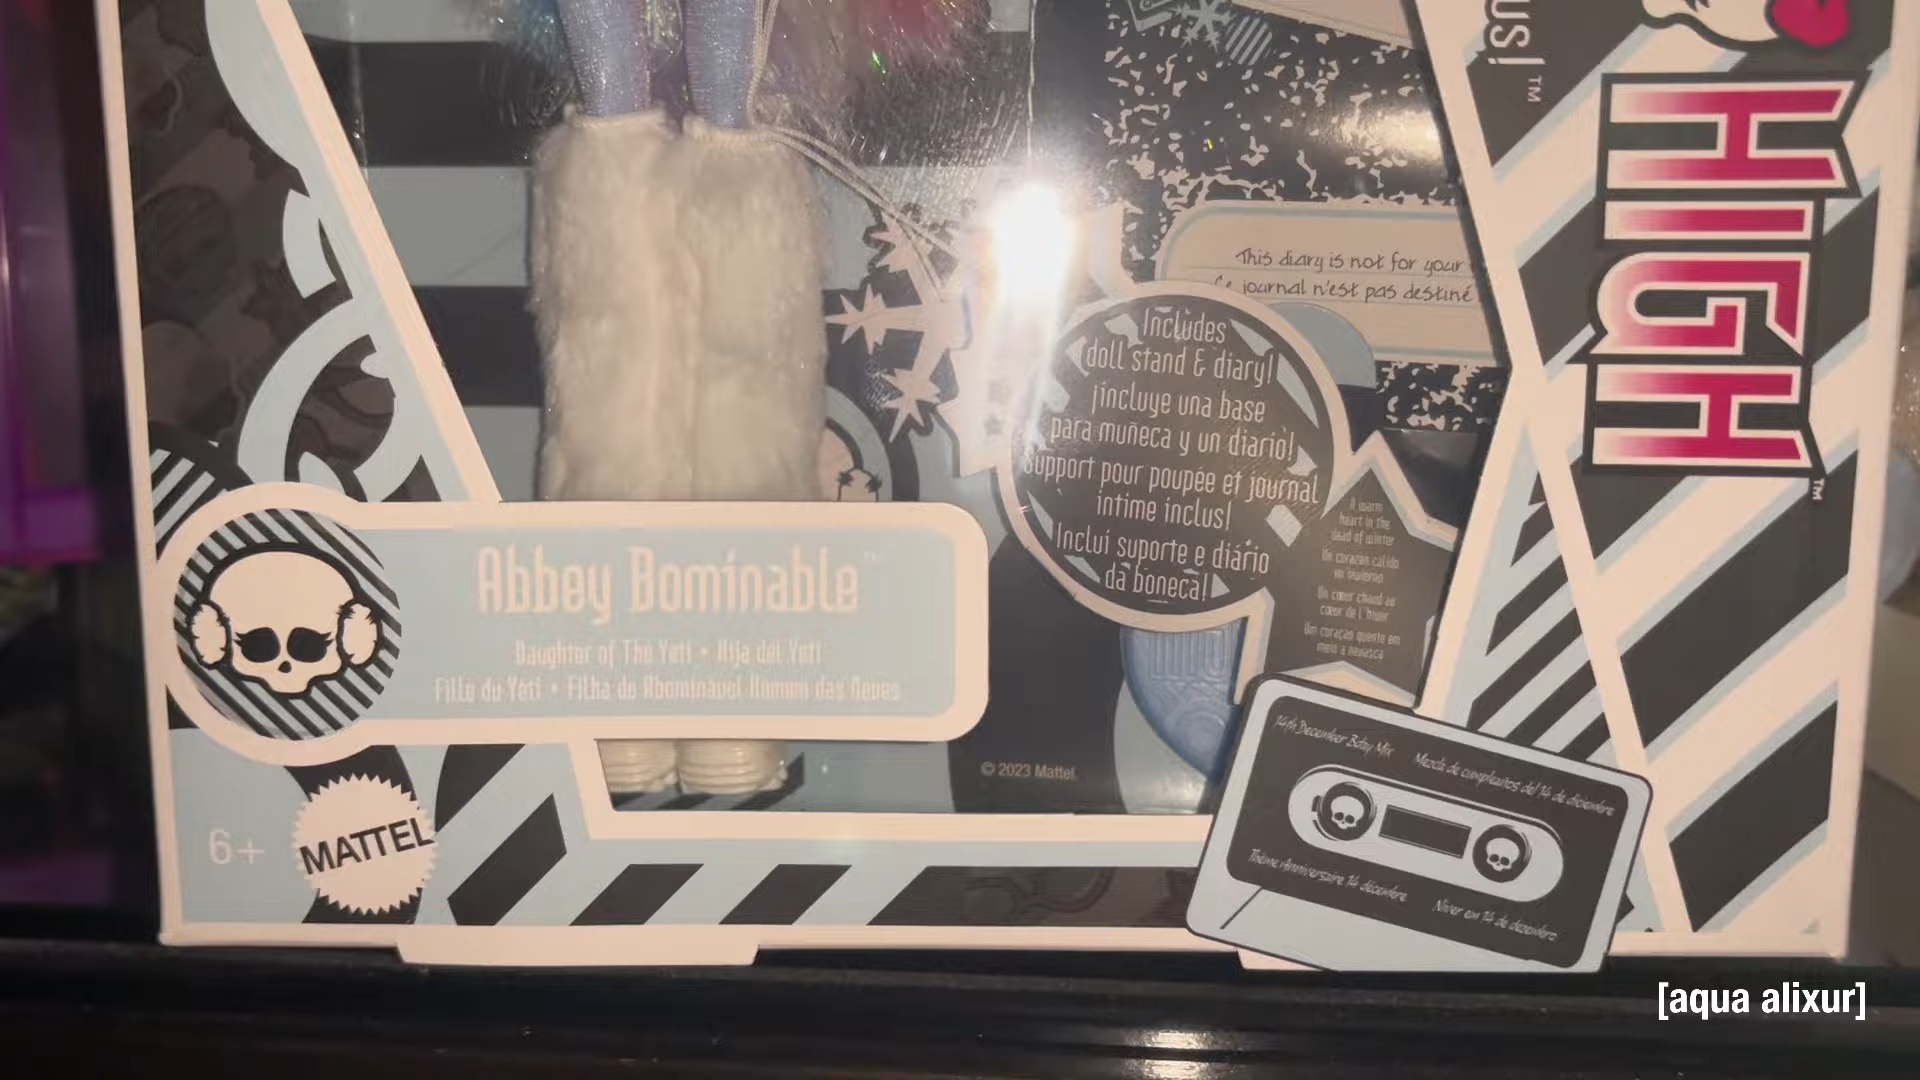 US!™
HIGH™
This diary is not for your
Ce journal n'est pas destiné
Includes
doll stand & diary!
¡incluye una base
para muñeca y un diario!
Support pour poupée et journal
intime inclus!
Inclui suporte e diário
da boneca!
A warm
heart in the
dead of winter
Un corazón cálido
en invierno
Un cœur chaud au
cœur de l'hiver
Um coração quente em
meio a nevasca
Abbey Bominable™
Daughter of The Yeti • Hija del Yeti
Fille du Yéti • Filha do Abominável Homem das Neves
© 2023 Mattel.
14th December Bday Mix
Mezcla de cumpleaños del 14 de diciembre
Thème Anniversaire 14 décembre
Niver em 14 de dezembro
6+
MATTEL
[aqua alixur]